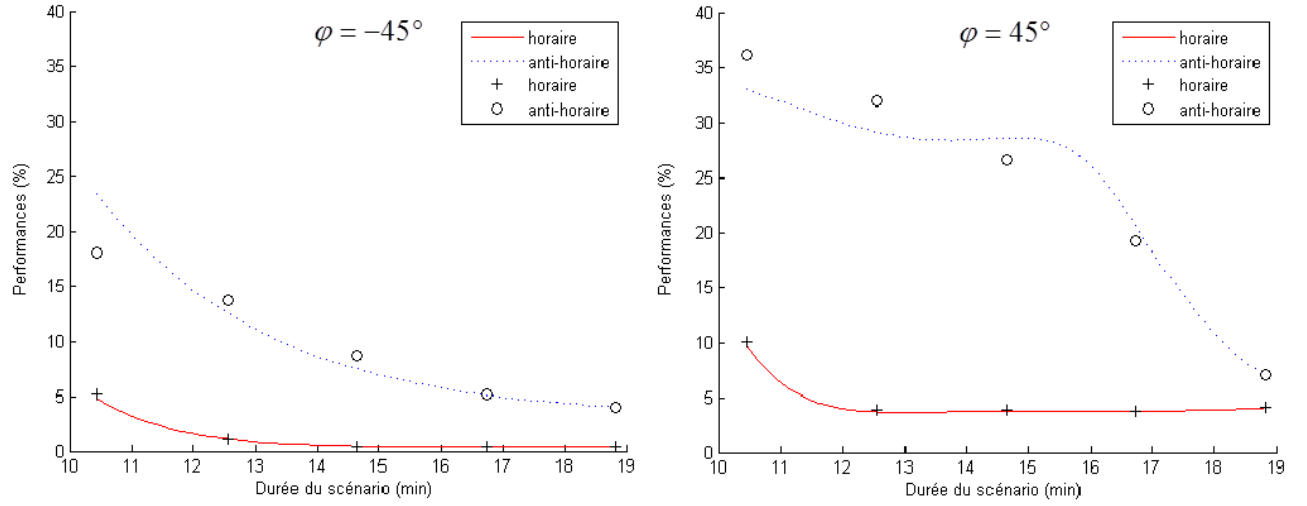 φ = −45°
horaire
anti-horaire
horaire
anti-horaire
Performances (%)
40
35
30
25
20
15
10
5
0
10 11 12 13 14 15 16 17 18 19
Durée du scénario (min)
φ = 45°
horaire
anti-horaire
horaire
anti-horaire
Performances (%)
40
35
30
25
20
15
10
5
0
10 11 12 13 14 15 16 17 18 19
Durée du scénario (min)